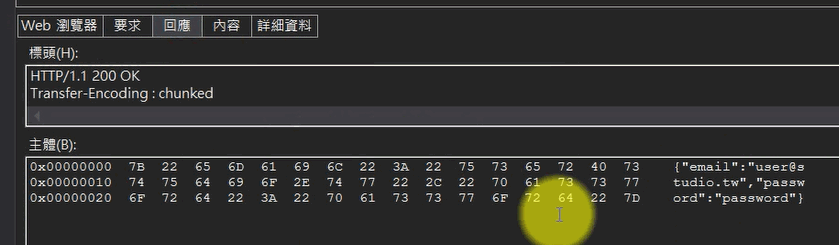 Web 瀏覽器 要求 回應 內容 詳細資料
標頭(H):
HTTP/1.1 200 OK
Transfer-Encoding : chunked
主體(B):
0x00000000 7B 22 65 6D 61 69 6C 22 3A 22 75 73 65 72 40 73 {"email":"user@s
0x00000010 74 75 64 69 6F 2E 74 77 22 2C 22 70 61 73 73 77 tudio.tw","passw
0x00000020 6F 72 64 22 3A 22 70 61 73 73 77 6F 72 64 22 7D ord":"password"}